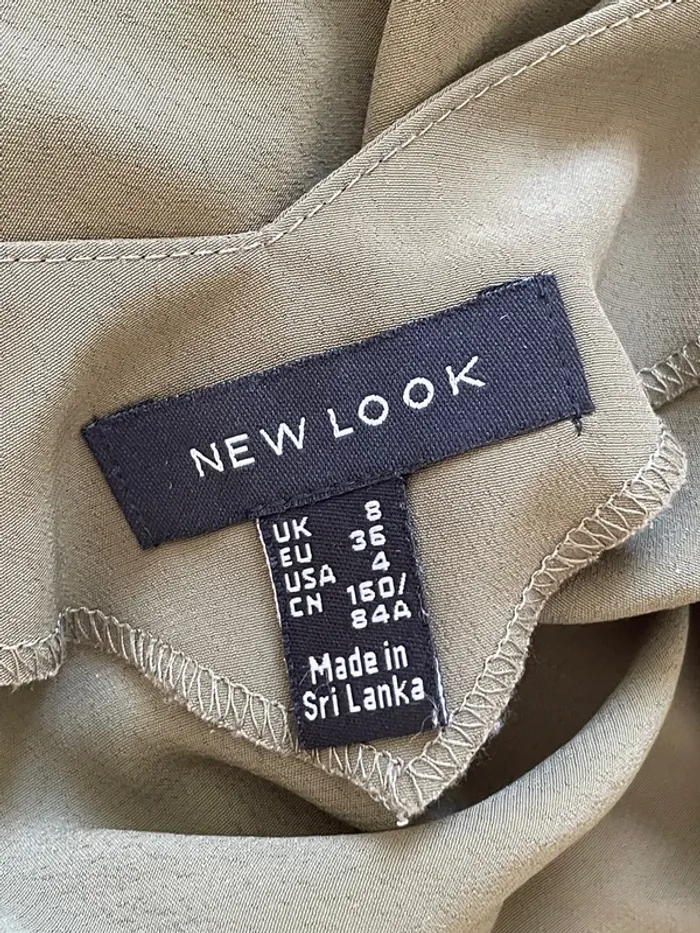 NEW LOOK
UK 8
EU 36
USA 4
CN 160/
84A
Made in
Sri Lanka